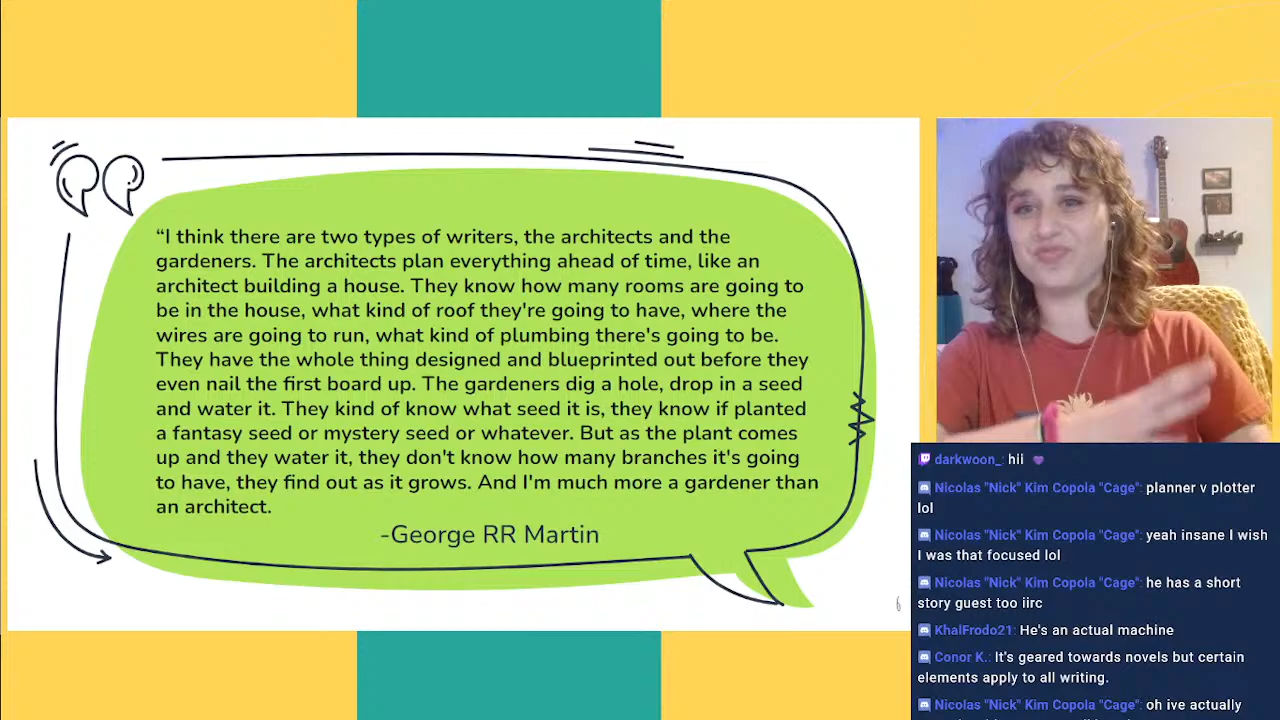 “I think there are two types of writers, the architects and the
gardeners. The architects plan everything ahead of time, like an
architect building a house. They know how many rooms are going to
be in the house, what kind of roof they're going to have, where the
wires are going to run, what kind of plumbing there's going to be.
They have the whole thing designed and blueprinted out before they
even nail the first board up. The gardeners dig a hole, drop in a seed
and water it. They kind of know what seed it is, they know if planted
a fantasy seed or mystery seed or whatever. But as the plant comes
up and they water it, they don't know how many branches it's going
to have, they find out as it grows. And I'm much more a gardener than
an architect.
-George RR Martin
6
darkwoon_: hii
Nicolas "Nick" Kim Copola "Cage": planner v plotter
lol
Nicolas "Nick" Kim Copola "Cage": yeah insane I wish
I was that focused lol
Nicolas "Nick" Kim Copola "Cage": he has a short
story guest too iirc
KhalFrodo21: He's an actual machine
Conor K.: It's geared towards novels but certain
elements apply to all writing.
Nicolas "Nick" Kim Copola "Cage": oh ive actually